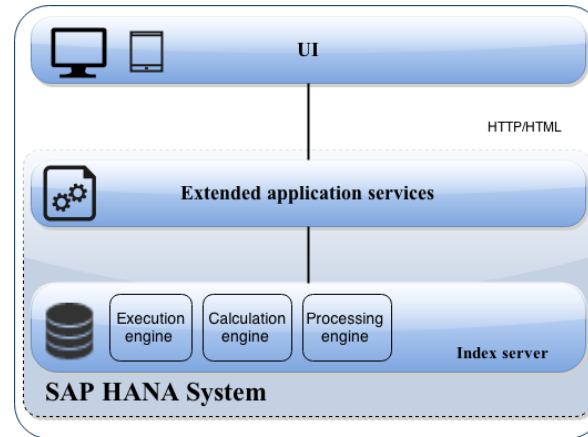 UI
HTTP/HTML
Extended application services
Execution
engine
Calculation
engine
Processing
engine
Index server
SAP HANA System